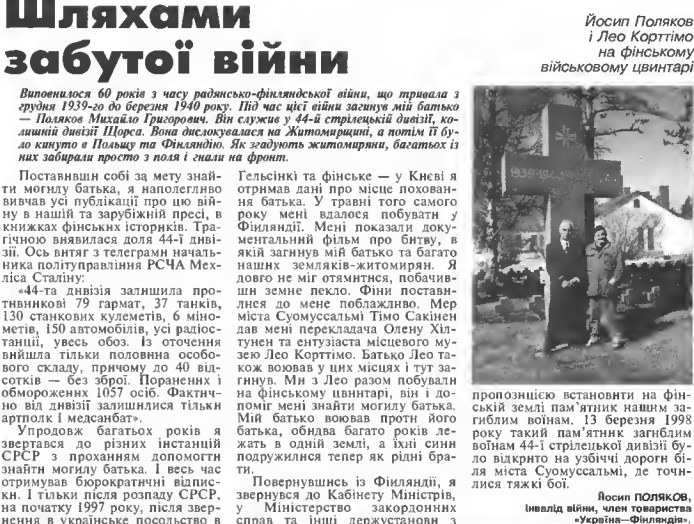 Шляхами
забутої війни
Виповнилося 60 років з часу радянсько-фінляндської війни, що тривала з
грудня 1939-го до березня 1940 року. Під час цієї війни загинув мій батько
— Поляков Михайло Григорович. Він служив у 44-й стрілецькій дивізії, ко-
лишній дивізії Щорса. Вона дислокувалася на Житомирщині, а потім її бу-
ло кинуто в Польщу та Фінляндію. Як згадують житомиряни, багатьох із
них забирали просто з поля і гнали на фронт.
Поставивши собі за мету знай-
ти могилу батька, я наполегливо
вивчав усі публікації про цю вій-
ну в нашій та зарубіжній пресі, в
книжках фінських істориків. Тра-
гічною виявилася доля 44-ї диві-
зії. Ось витяг з телеграми началь-
ника політуправління РСЧА Мех-
ліса Сталіну:
«44-та дивізія залишила про-
тивникові 79 гармат, 37 танків,
130 станкових кулеметів, 6 міно-
метів, 150 автомобілів, усі радіос-
танції, увесь обоз. Із оточення
вийшла тільки половина особо-
вого складу, причому до 40 від-
сотків — без зброї. Поранених і
обморожених 1057 осіб. Фактич-
но від дивізії залишилися тільки
артполк і медсанбат».
Упродовж багатьох років я
звертався до різних інстанцій
СРСР з проханням допомогти
знайти могилу батька. І весь час
отримував бюрократичні відпис-
ки. І тільки після розпаду СРСР,
на початку 1997 року, після звер-
нення в українське посольство в
Гельсінкі та фінське — у Києві я
отримав дані про місце похован-
ня батька. У травні того самого
року мені вдалося побувати у
Фінляндії. Мені показали доку-
ментальний фільм про битву, в
якій загинув мій батько та багато
наших земляків-житомирян. Я
довго не міг отямитися, побачив-
ши земне пекло. Фіни постави-
лися до мене поблажливо. Мер
міста Суомуссальмі Тімо Сакінен
дав мені перекладача Олену Хіл-
тунен та ентузіаста місцевого му-
зею Лео Корттімо. Батько Лео та-
кож воював у цих місцях і тут за-
гинув. Ми з Лео разом побували
на фінському цвинтарі, він і до-
поміг мені знайти могилу батька.
Мій батько воював проти його
батька, обидва багато років ле-
жать в одній землі, а їхні сини
подружилися тепер як рідні бра-
ти.
Повернувшись із Фінляндії, я
звернувся до Кабінету Міністрів,
у Міністерство закордонних
справ та інші держустанови з
Йосип Поляков
і Лео Корттімо
на фінському
військовому цвинтарі
1939-194
пропозицією встановити на фін-
ській землі пам'ятник нашим за-
гиблим воїнам. 13 березня 1998
року такий пам'ятник загиблим
воїнам 44-ї стрілецької дивізії бу-
ло відкрито на узбіччі дороги бі-
ля міста Суомуссальмі, де точи-
лися тяжкі бої.
Йосип ПОЛЯКОВ,
інвалід війни, член товариства
«Україна–Фінляндія».